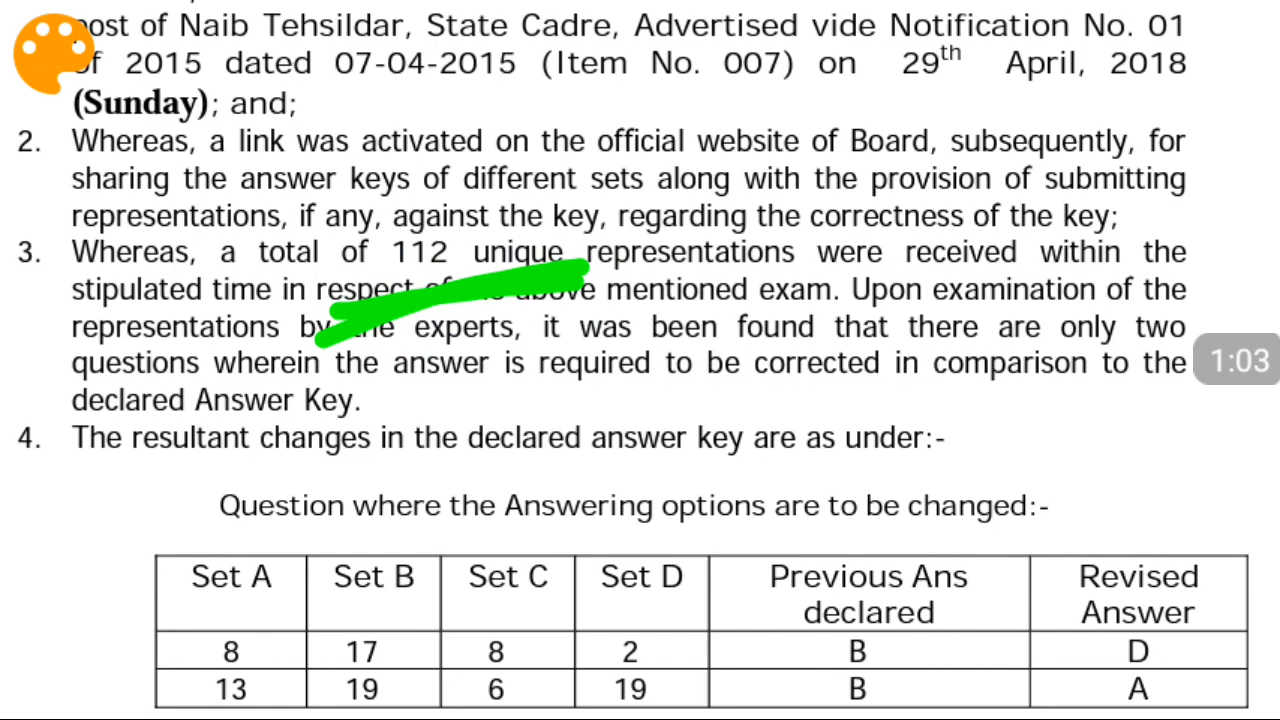 post of Naib Tehsildar, State Cadre, Advertised vide Notification No. 01
of 2015 dated 07-04-2015 (Item No. 007) on 29th April, 2018
(Sunday); and;
2. Whereas, a link was activated on the official website of Board, subsequently, for
sharing the answer keys of different sets along with the provision of submitting
representations, if any, against the key, regarding the correctness of the key;
3. Whereas, a total of 112 unique representations were received within the
stipulated time in respect of the above mentioned exam. Upon examination of the
representations by the experts, it was been found that there are only two
questions wherein the answer is required to be corrected in comparison to the
1:03
declared Answer Key.
4. The resultant changes in the declared answer key are as under:-
Question where the Answering options are to be changed:-
Set A Set B Set C Set D Previous Ans declared Revised Answer
8 17 8 2 B D
13 19 6 19 B A